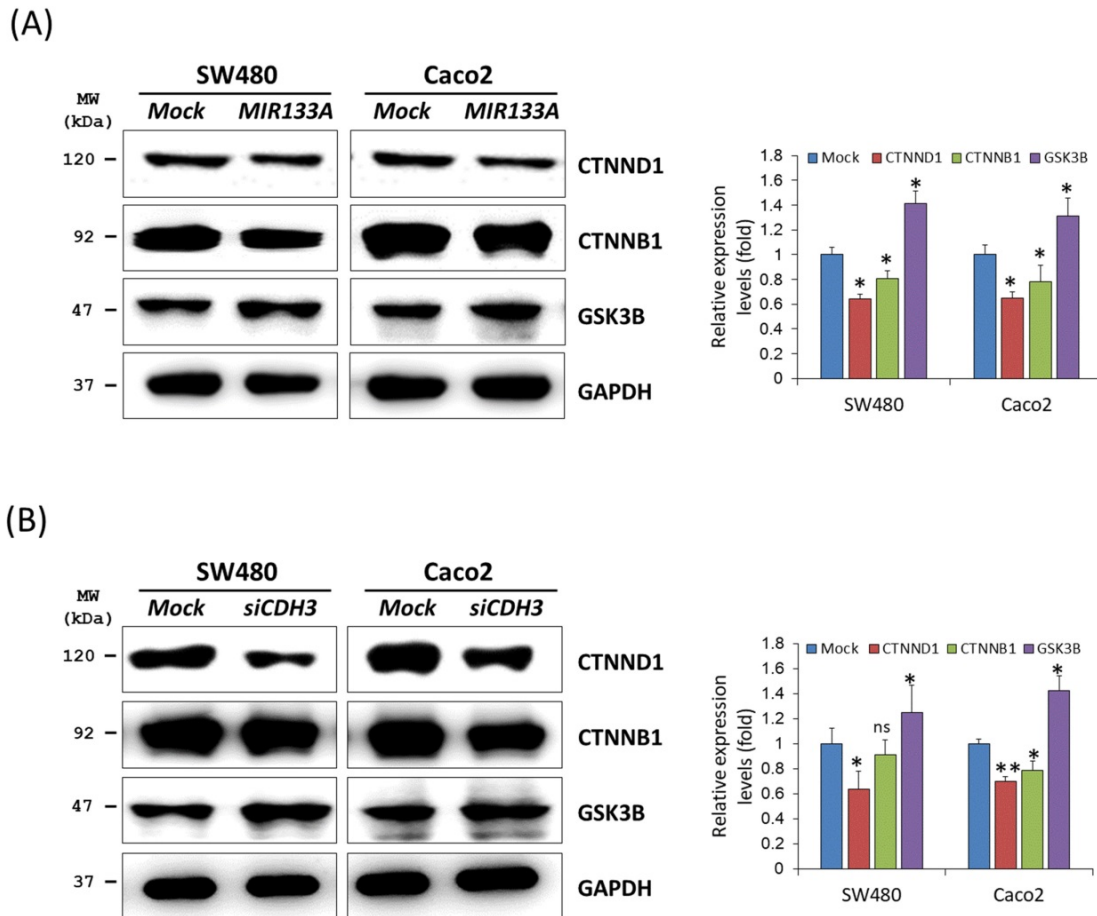 (A)
SW480 Caco2
MW
(kDa)
Mock MIR133A Mock MIR133A
120 CTNND1
92 CTNNB1
47 GSK3B
37 GAPDH
Relative expression
levels (fold)
Mock CTNND1 CTNNB1 GSK3B
1.8
1.6
1.4
1.2
1
0.8
0.6
0.4
0.2
0
* * * * * *
SW480 Caco2
(B)
SW480 Caco2
MW
(kDa)
Mock siCDH3 Mock siCDH3
120 CTNND1
92 CTNNB1
47 GSK3B
37 GAPDH
Relative expression
levels (fold)
Mock CTNND1 CTNNB1 GSK3B
1.8
1.6
1.4
1.2
1
0.8
0.6
0.4
0.2
0
* ns * ** * *
SW480 Caco2